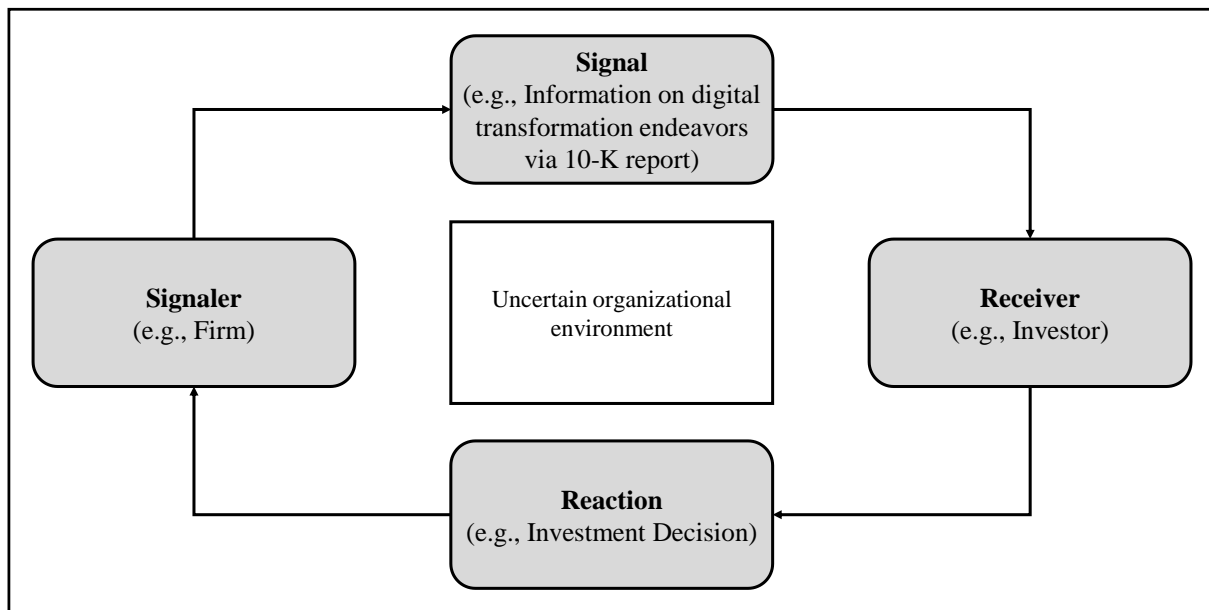 Signal
(e.g., Information on digital
transformation endeavors
via 10-K report)
Signaler
(e.g., Firm)
Uncertain organizational
environment
Receiver
(e.g., Investor)
Reaction
(e.g., Investment Decision)